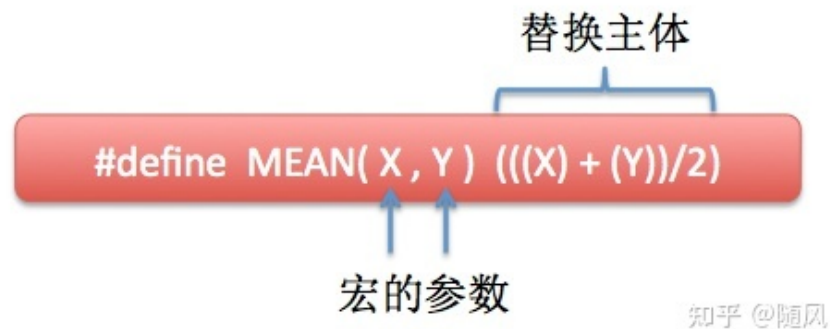 替换主体
#define MEAN( X , Y ) (((X) + (Y))/2)
宏的参数
知乎 @随风